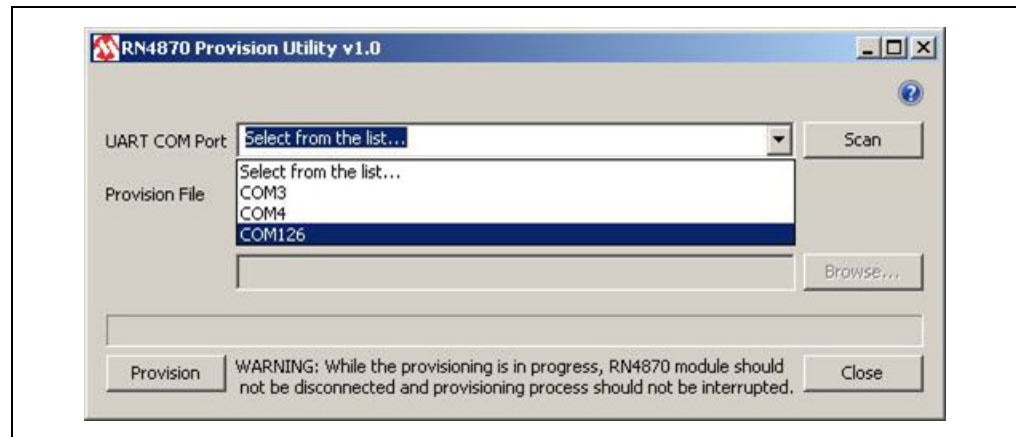 RN4870 Provision Utility v1.0
UART COM Port
Select from the list...
Scan
Select from the list...
COM3
COM4
COM126
Provision File
Browse...
Provision
WARNING: While the provisioning is in progress, RN4870 module should
not be disconnected and provisioning process should not be interrupted.
Close